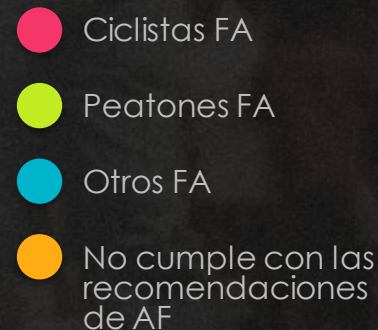 Ciclistas FA
Peatones FA
Otros FA
No cumple con las
recomendaciones
de AF